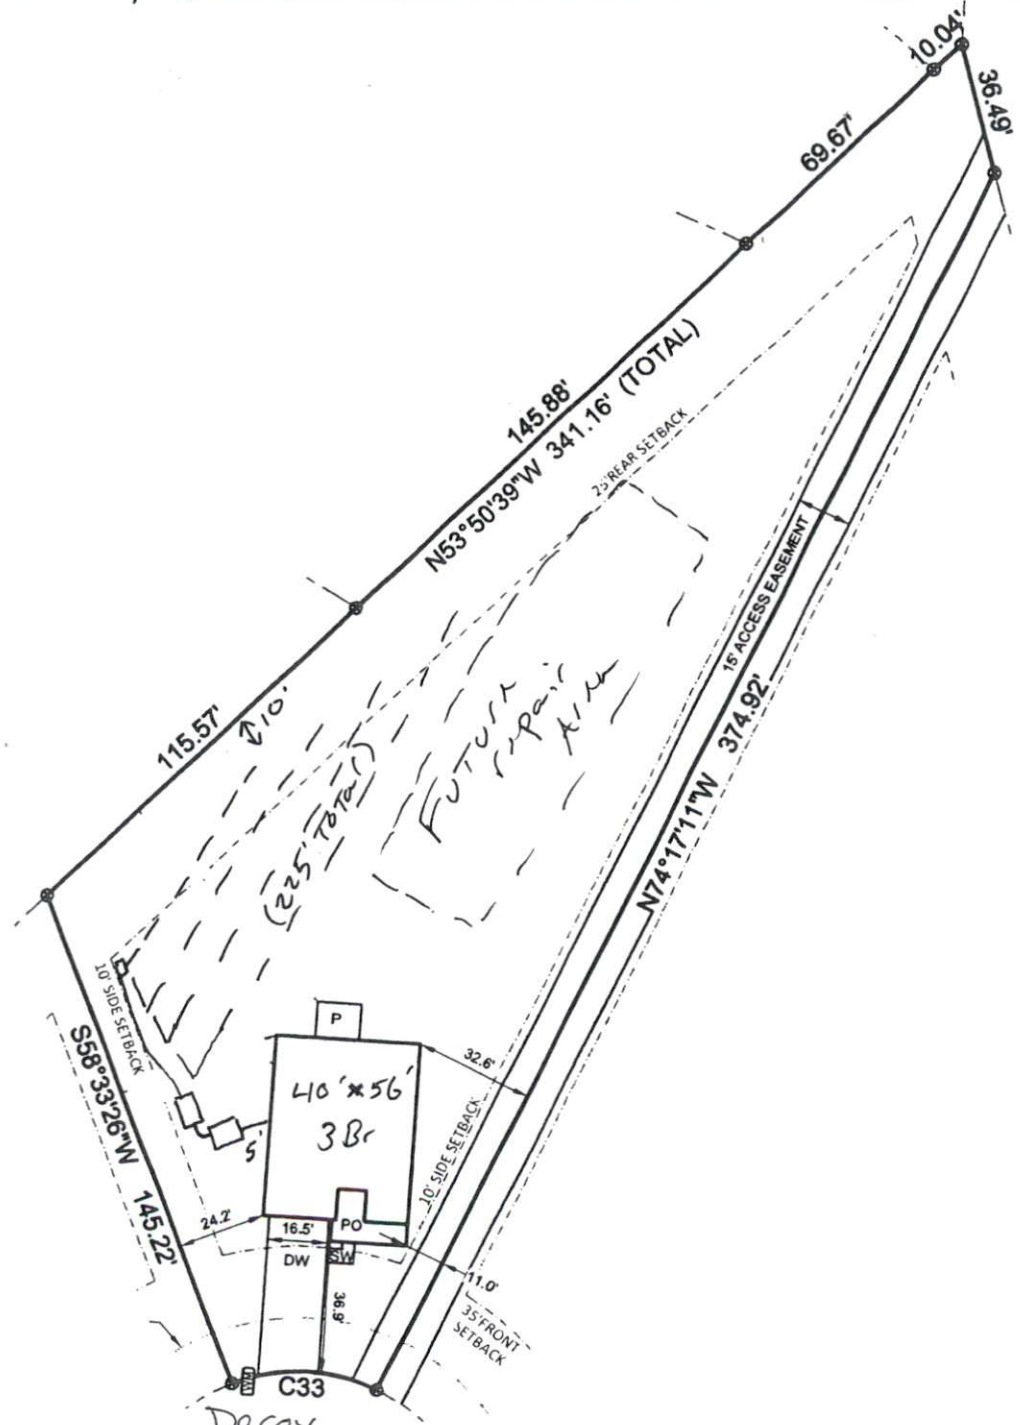 10.04'
36.49'
69.67'
145.88'
N53°50'39"W 341.16' (TOTAL)
25'REAR SETBACK
15' ACCESS EASEMENT
115.57'
10'
(225' Total)
Future
repair
Area
N74°17'11"W 374.92'
10' SIDE SETBACK
S58°33'26"W 145.22'
P
32.6'
40' x 56'
3 Br
5'
10' SIDE SETBACK
24.2'
16.5'
PO
DW
SW
11.0'
36.9'
35'FRONT
SETBACK
WM
C33